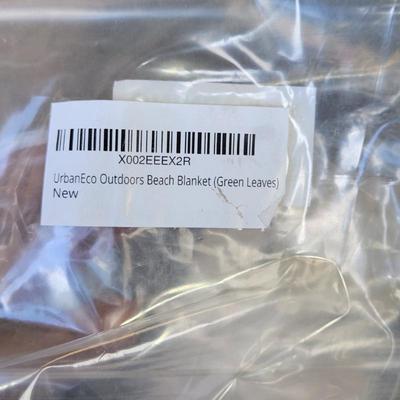 X002EEEX2R
UrbanEco Outdoors Beach Blanket (Green Leaves)
New